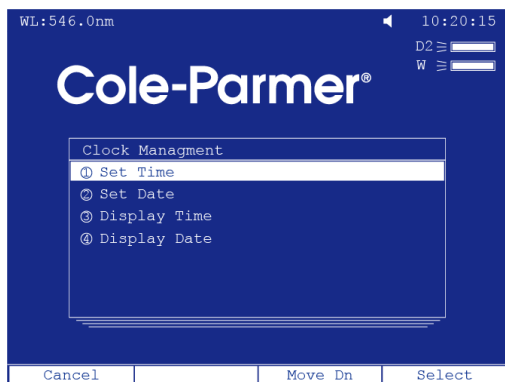 WL:546.0nm 10:20:15
D2
W
Cole-Parmer®
Clock Managment
① Set Time
② Set Date
③ Display Time
④ Display Date
Cancel Move Dn Select